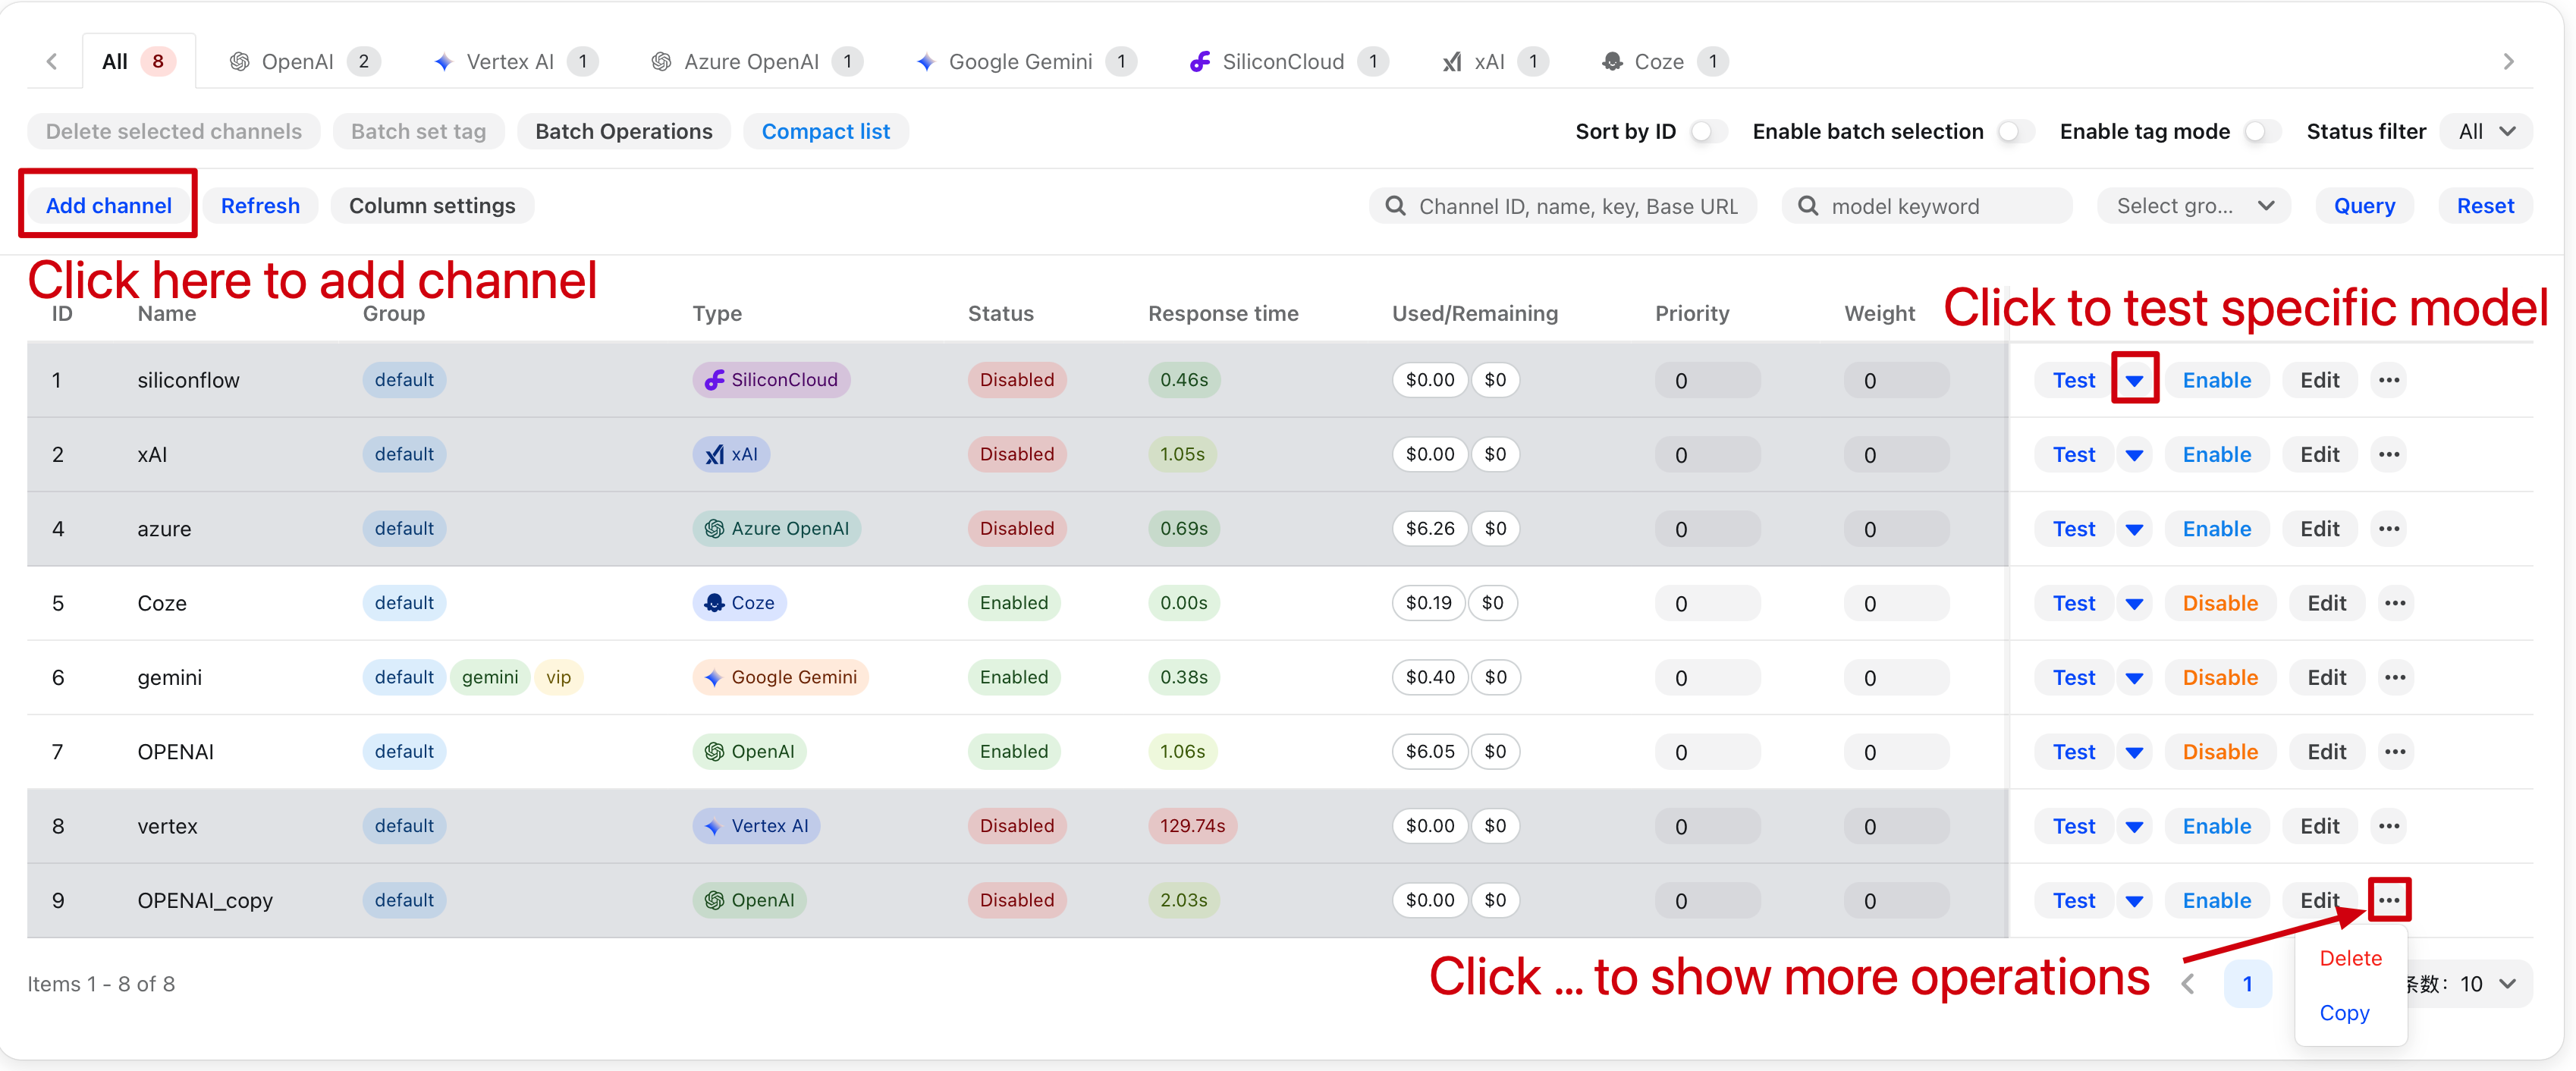 All 8 OpenAI 2 Vertex AI 1 Azure OpenAI 1 Google Gemini 1 SiliconCloud 1 xAI 1 Coze 1
Delete selected channels Batch set tag Batch Operations Compact list Sort by ID Enable batch selection Enable tag mode Status filter All
Add channel Refresh Column settings Channel ID, name, key, Base URL model keyword Select gro... Query Reset
Click here to add channel
Click to test specific model
ID Name Group Type Status Response time Used/Remaining Priority Weight
1 siliconflow default SiliconCloud Disabled 0.46s $0.00 $0 0 0 Test Enable Edit ...
2 xAI default xAI Disabled 1.05s $0.00 $0 0 0 Test Enable Edit ...
4 azure default Azure OpenAI Disabled 0.69s $6.26 $0 0 0 Test Enable Edit ...
5 Coze default Coze Enabled 0.00s $0.19 $0 0 0 Test Disable Edit ...
6 gemini default gemini vip Google Gemini Enabled 0.38s $0.40 $0 0 0 Test Disable Edit ...
7 OPENAI default OpenAI Enabled 1.06s $6.05 $0 0 0 Test Disable Edit ...
8 vertex default Vertex AI Disabled 129.74s $0.00 $0 0 0 Test Enable Edit ...
9 OPENAI_copy default OpenAI Disabled 2.03s $0.00 $0 0 0 Test Enable Edit ...
Click ... to show more operations
Delete
Items 1 - 8 of 8 1 条数: 10
Copy